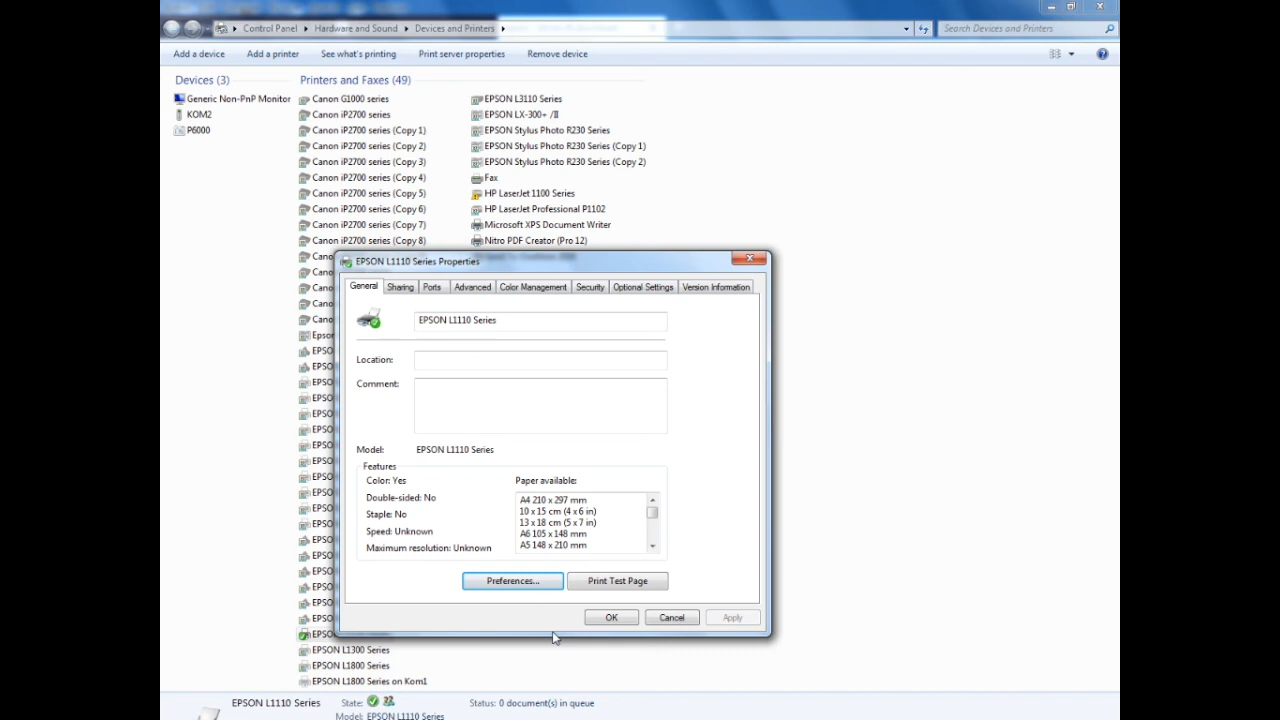 Control Panel ▸ Hardware and Sound ▸ Devices and Printers ▸
Search Devices and Printers
Add a device
Add a printer
See what's printing
Print server properties
Remove device
Devices (3)
Generic Non-PnP Monitor
KOM2
P6000
Printers and Faxes (49)
Canon G1000 series
Canon iP2700 series
Canon iP2700 series (Copy 1)
Canon iP2700 series (Copy 2)
Canon iP2700 series (Copy 3)
Canon iP2700 series (Copy 4)
Canon iP2700 series (Copy 5)
Canon iP2700 series (Copy 6)
Canon iP2700 series (Copy 7)
Canon iP2700 series (Copy 8)
EPSON L1300 Series
EPSON L1800 Series
EPSON L1800 Series on Kom1
EPSON L3110 Series
EPSON LX-300+ /II
EPSON Stylus Photo R230 Series
EPSON Stylus Photo R230 Series (Copy 1)
EPSON Stylus Photo R230 Series (Copy 2)
Fax
HP LaserJet 1100 Series
HP LaserJet Professional P1102
Microsoft XPS Document Writer
Nitro PDF Creator (Pro 12)
EPSON L1110 Series Properties
General
Sharing
Ports
Advanced
Color Management
Security
Optional Settings
Version Information
EPSON L1110 Series
Location:
Comment:
Model: EPSON L1110 Series
Features
Color: Yes
Double-sided: No
Staple: No
Speed: Unknown
Maximum resolution: Unknown
Paper available:
A4 210 x 297 mm
10 x 15 cm (4 x 6 in)
13 x 18 cm (5 x 7 in)
A6 105 x 148 mm
A5 148 x 210 mm
Preferences...
Print Test Page
OK
Cancel
Apply
EPSON L1110 Series
State:
Status: 0 document(s) in queue
Model: EPSON L1110 Series